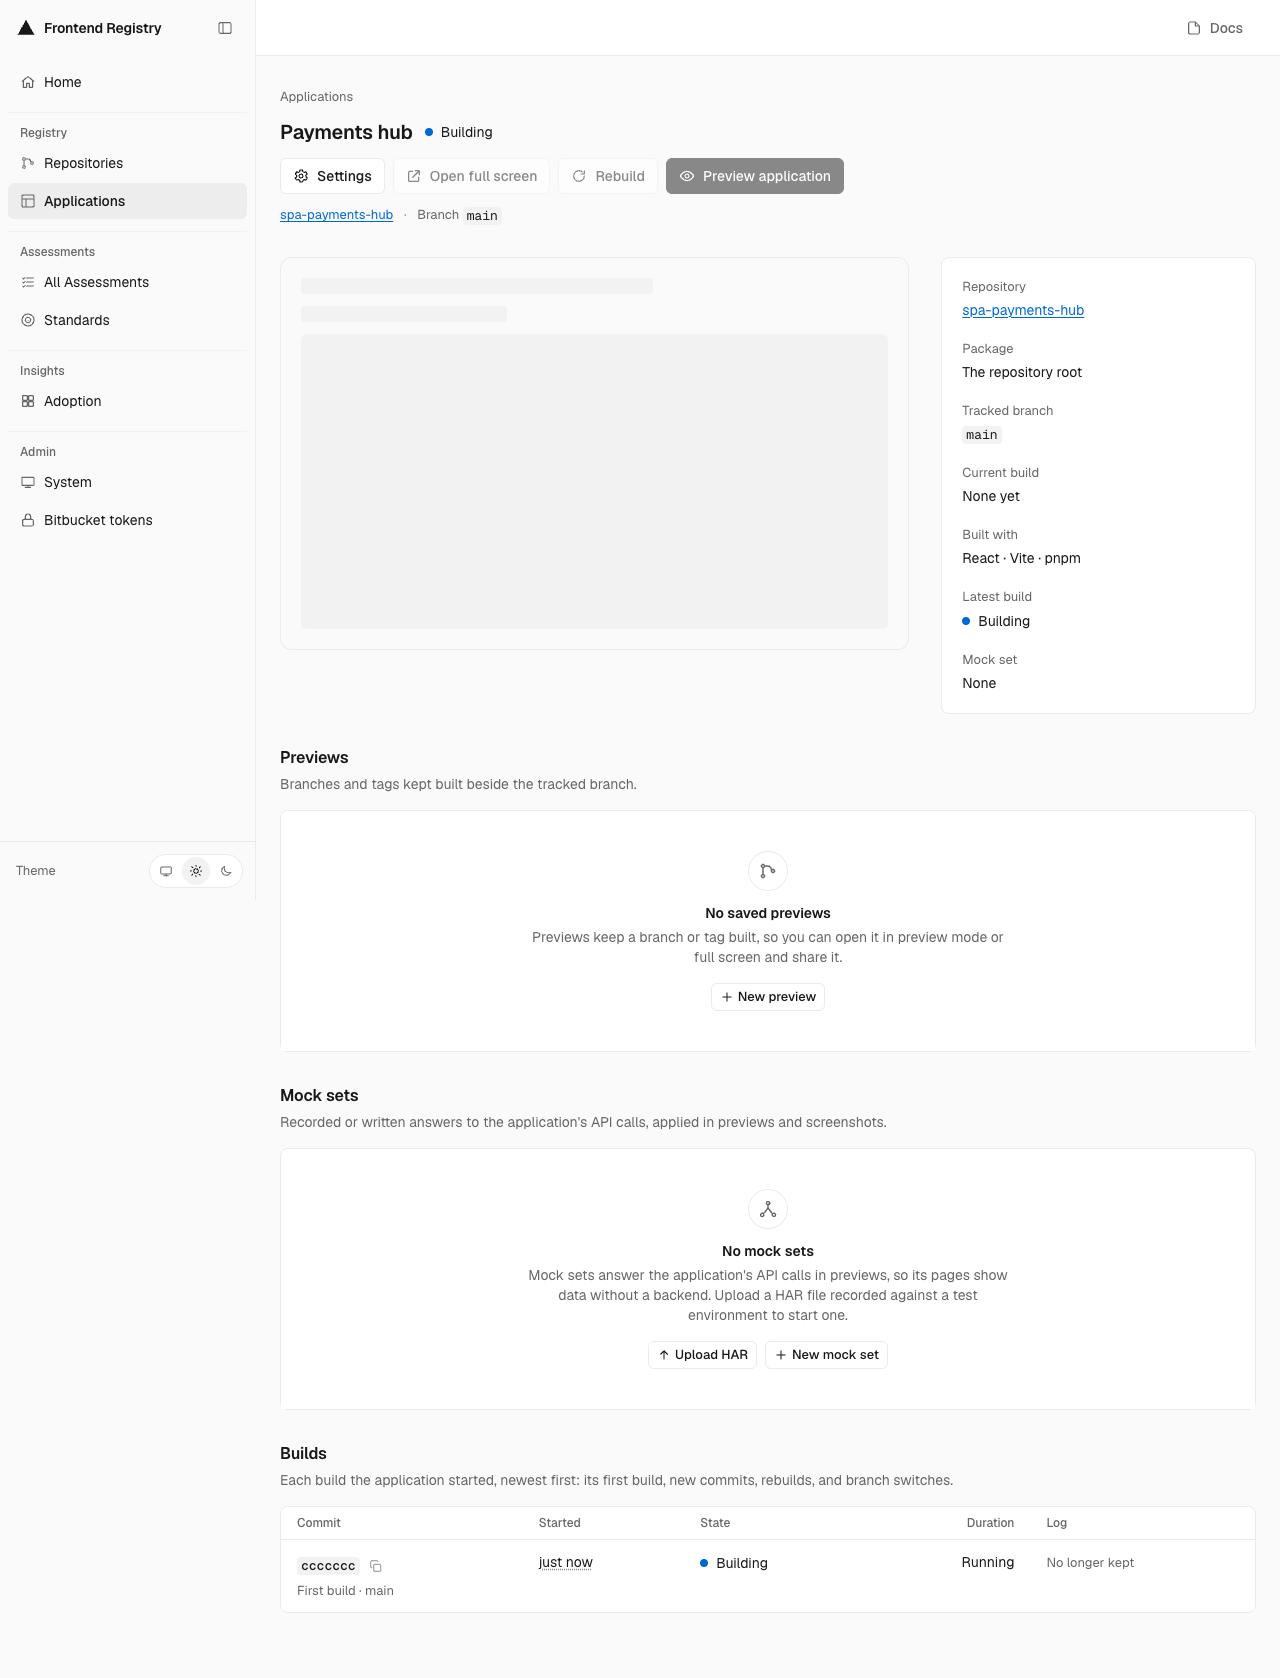 Frontend Registry
Docs
Home
Registry
Repositories
Applications
Assessments
All Assessments
Standards
Insights
Adoption
Admin
System
Bitbucket tokens
Theme
Applications
Payments hub
Building
Settings
Open full screen
Rebuild
Preview application
spa-payments-hub · Branch main
Repository
spa-payments-hub
Package
The repository root
Tracked branch
main
Current build
None yet
Built with
React · Vite · pnpm
Latest build
Building
Mock set
None
Previews
Branches and tags kept built beside the tracked branch.
No saved previews
Previews keep a branch or tag built, so you can open it in preview mode or
full screen and share it.
New preview
Mock sets
Recorded or written answers to the application's API calls, applied in previews and screenshots.
No mock sets
Mock sets answer the application's API calls in previews, so its pages show
data without a backend. Upload a HAR file recorded against a test
environment to start one.
Upload HAR
New mock set
Builds
Each build the application started, newest first: its first build, new commits, rebuilds, and branch switches.
Commit Started State Duration Log
ccccccc just now Building Running No longer kept
First build · main